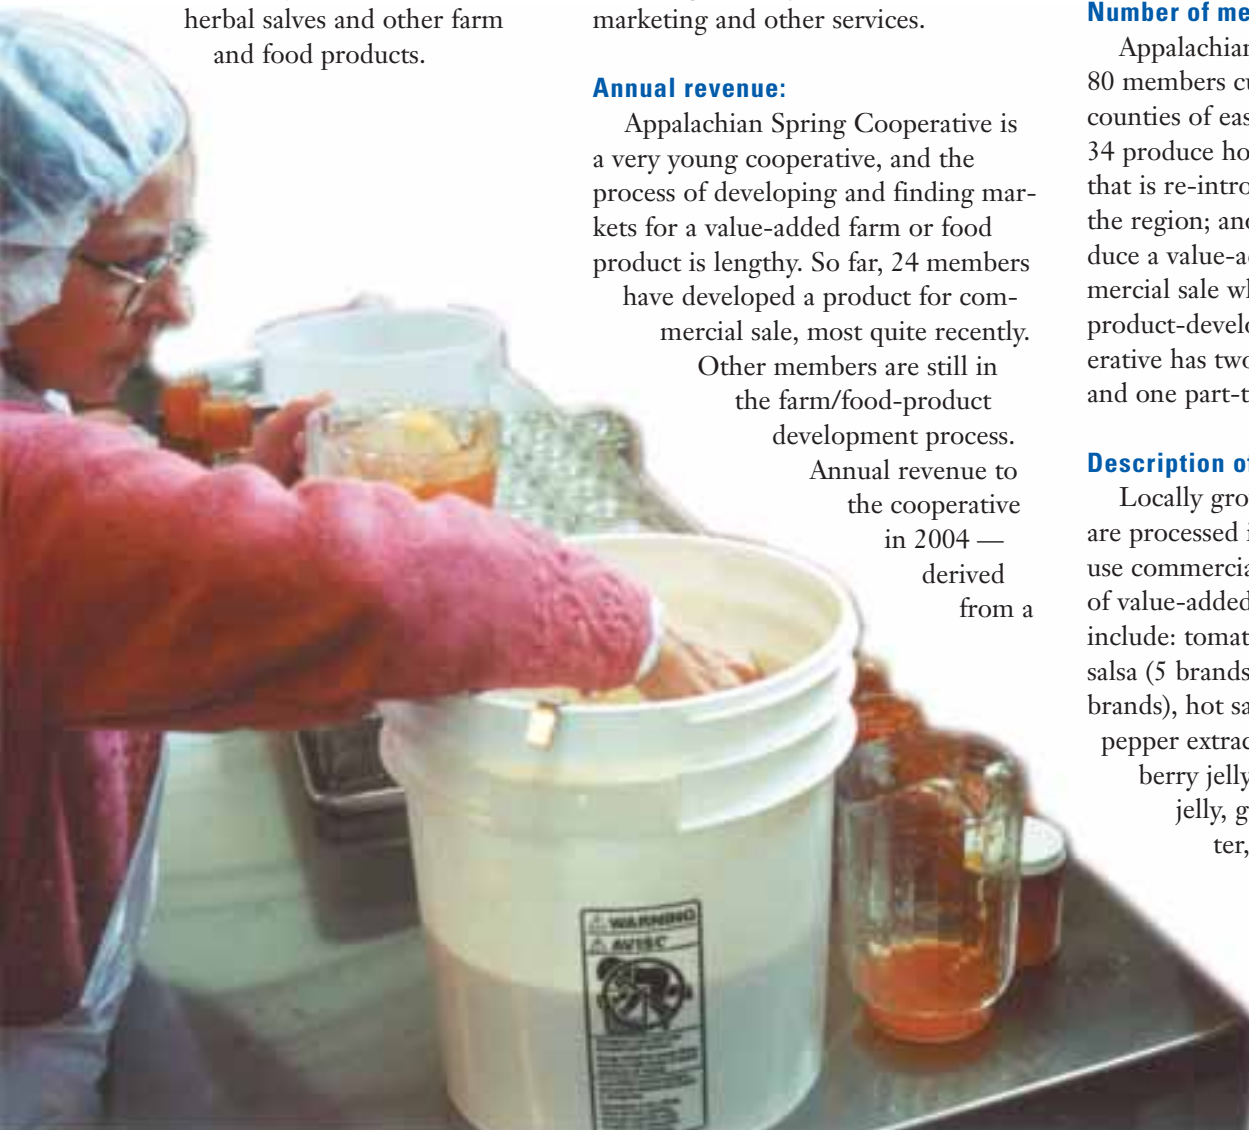 herbal salves and other farm
and food products.
marketing and other services.
Annual revenue:
Appalachian Spring Cooperative is
a very young cooperative, and the
process of developing and finding mar-
kets for a value-added farm or food
product is lengthy. So far, 24 members
have developed a product for com-
mercial sale, most quite recently.
Other members are still in
the farm/food-product
development process.
Annual revenue to
the cooperative
in 2004 —
derived
from a
Number of me
Appalachian
80 members cu
counties of eas
34 produce ho
that is re-intro
the region; and
duce a value-a
mercial sale wh
product-develo
erative has two
and one part-t
Description of
Locally gro
are processed i
use commercia
of value-added
include: tomat
salsa (5 brands
brands), hot sa
pepper extrac
berry jelly
jelly, g
ter,
WARNING